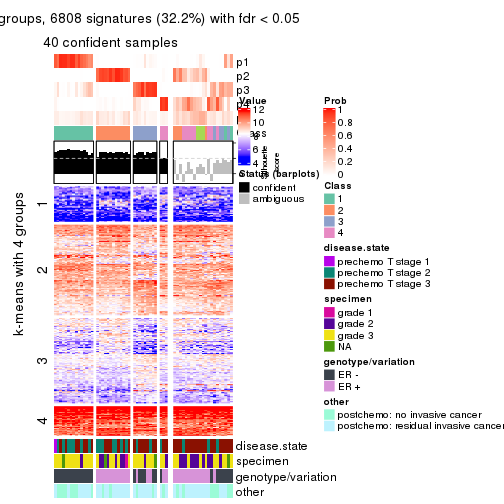 groups, 6808 signatures (32.2%) with fdr < 0.05
40 confident samples
p1
p2
p3
p4
Value
12
10
8
6
4
Silhouette
score
Status (barplots)
confident
ambiguous
Prob
1
0.8
0.6
0.4
0.2
0
Class
1
2
3
4
disease.state
prechemo T stage 1
prechemo T stage 2
prechemo T stage 3
specimen
grade 1
grade 2
grade 3
NA
genotype/variation
ER -
ER +
other
postchemo: no invasive cancer
postchemo: residual invasive cancer
k-means with 4 groups
1
2
3
4
disease.state
specimen
genotype/variation
other